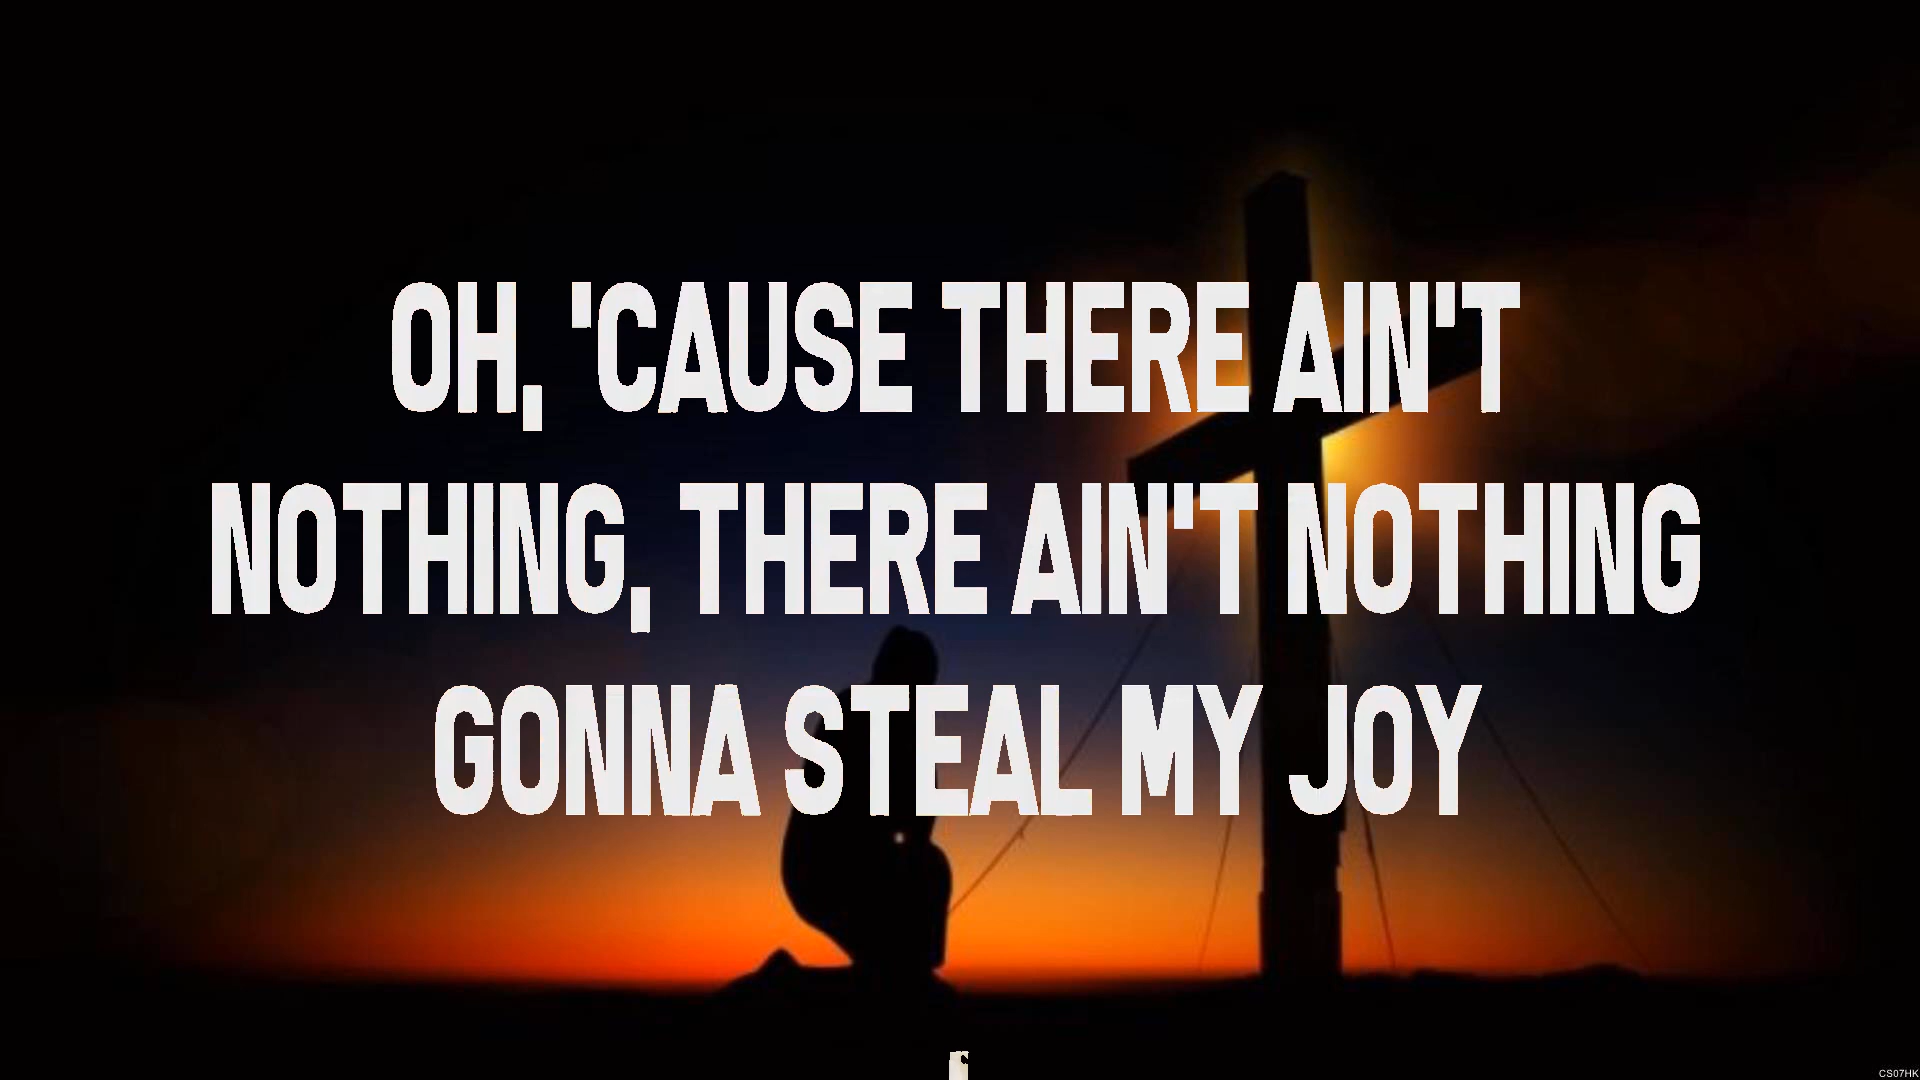 OH, 'CAUSE THERE AIN'T
NOTHING, THERE AIN'T NOTHING
GONNA STEAL MY JOY
CS07HK